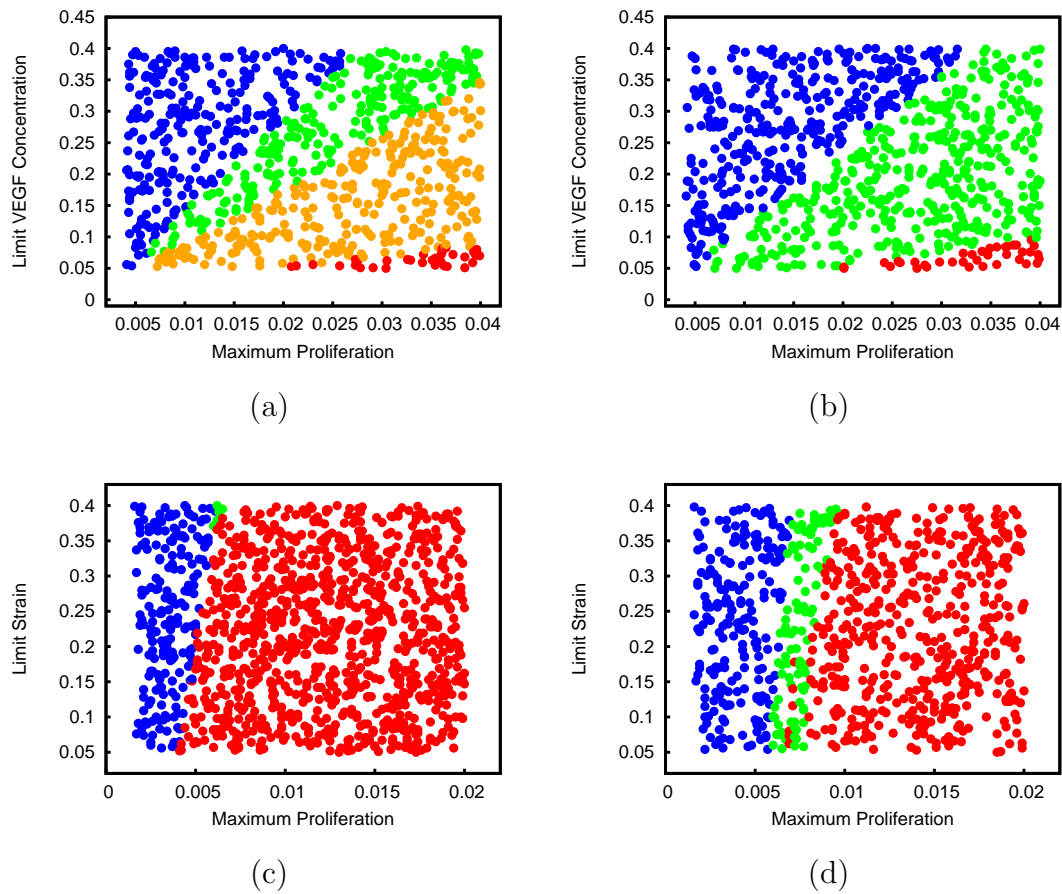 0.45
0.4
0.35
0.3
0.25
0.2
0.15
0.1
0.05
0
Limit VEGF Concentration
0.005 0.01 0.015 0.02 0.025 0.03 0.035 0.04
Maximum Proliferation
(a)
0.45
0.4
0.35
0.3
0.25
0.2
0.15
0.1
0.05
0
Limit VEGF Concentration
0.005 0.01 0.015 0.02 0.025 0.03 0.035 0.04
Maximum Proliferation
(b)
0.4
0.35
0.3
0.25
0.2
0.15
0.1
0.05
Limit Strain
0 0.005 0.01 0.015 0.02
Maximum Proliferation
(c)
0.4
0.35
0.3
0.25
0.2
0.15
0.1
0.05
Limit Strain
0 0.005 0.01 0.015 0.02
Maximum Proliferation
(d)